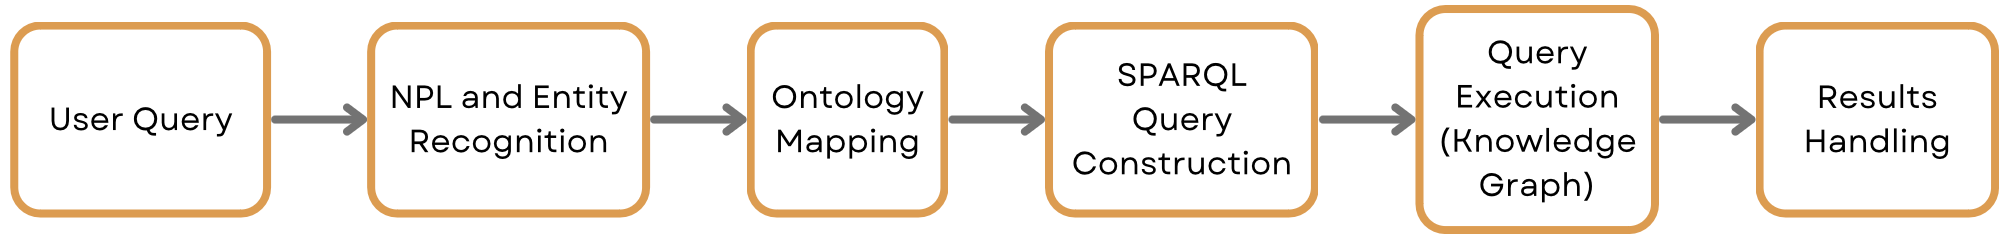 User Query
NPL and Entity
Recognition
Ontology
Mapping
SPARQL
Query
Construction
Query
Execution
(Knowledge
Graph)
Results
Handling